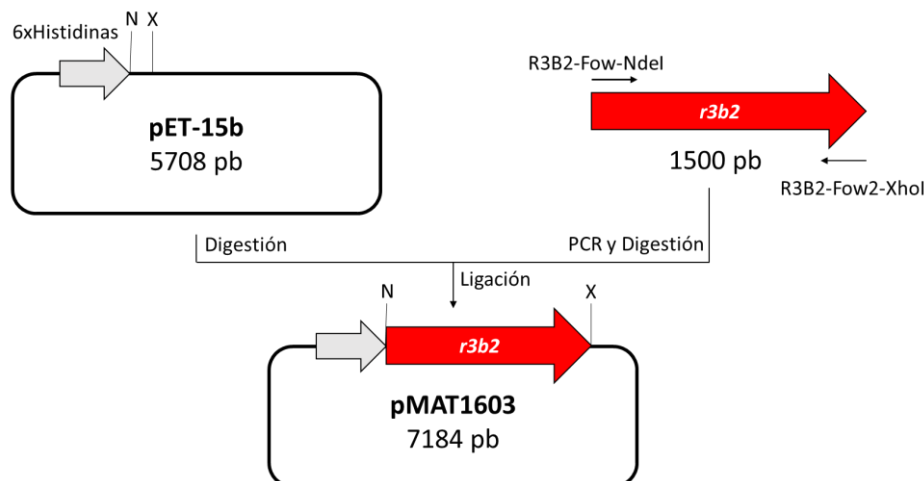 6xHistidinas
N X
pET-15b
5708 pb
R3B2-Fow-NdeI
r3b2
1500 pb
R3B2-Fow2-XhoI
Digestión
PCR y Digestión
Ligación
N
X
r3b2
pMAT1603
7184 pb